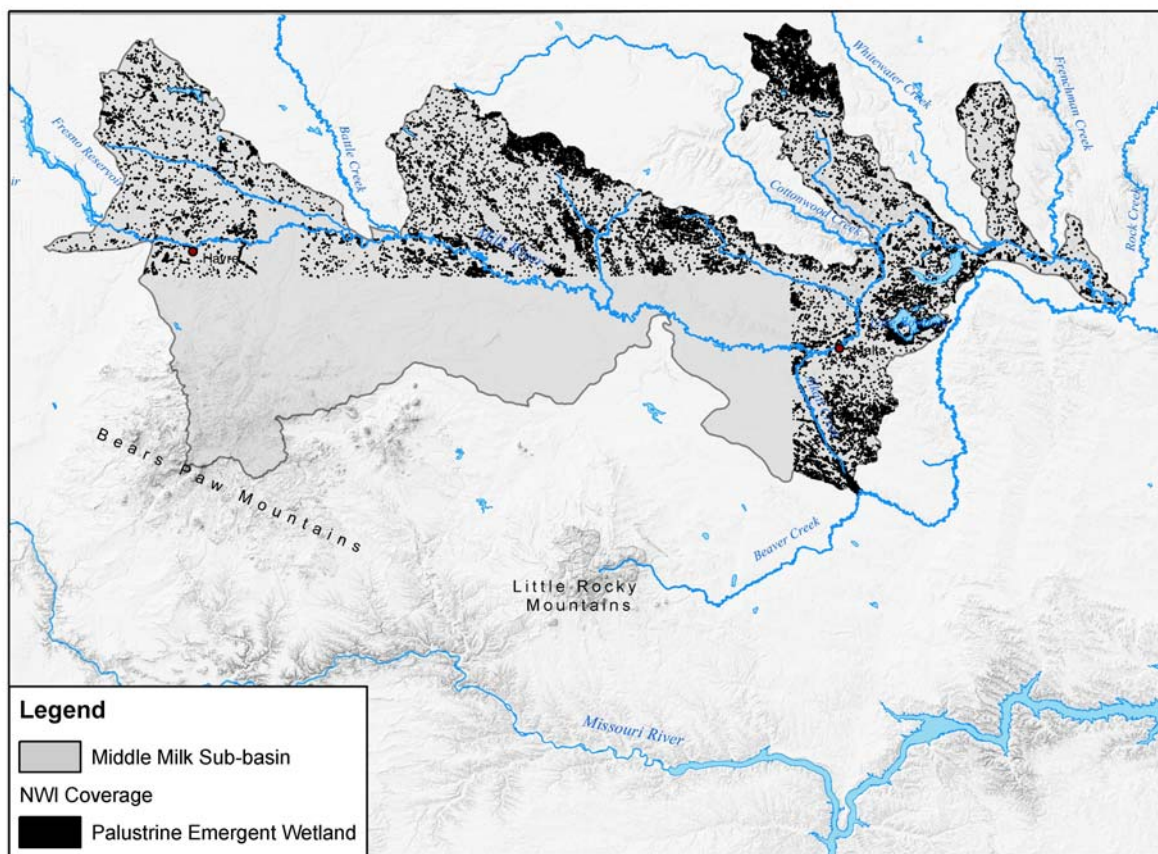 Whitewater Creek
Frenchman Creek
Fresno Reservoir
ir
Battle Creek
Rock Creek
Cottonwood Creek
Milk River
Havre
Malta
Bears Paw Mountains
Beaver Creek
Little Rocky
Mountains
Missouri River
Legend
Middle Milk Sub-basin
NWI Coverage
Palustrine Emergent Wetland